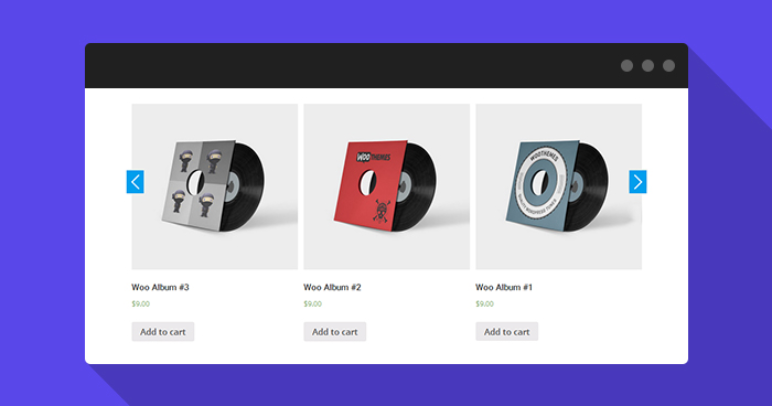 WOOTHEMES
WOOTHEMES
Woo Album #3
Woo Album #2
Woo Album #1
$9.00
$9.00
$9.00
Add to cart
Add to cart
Add to cart